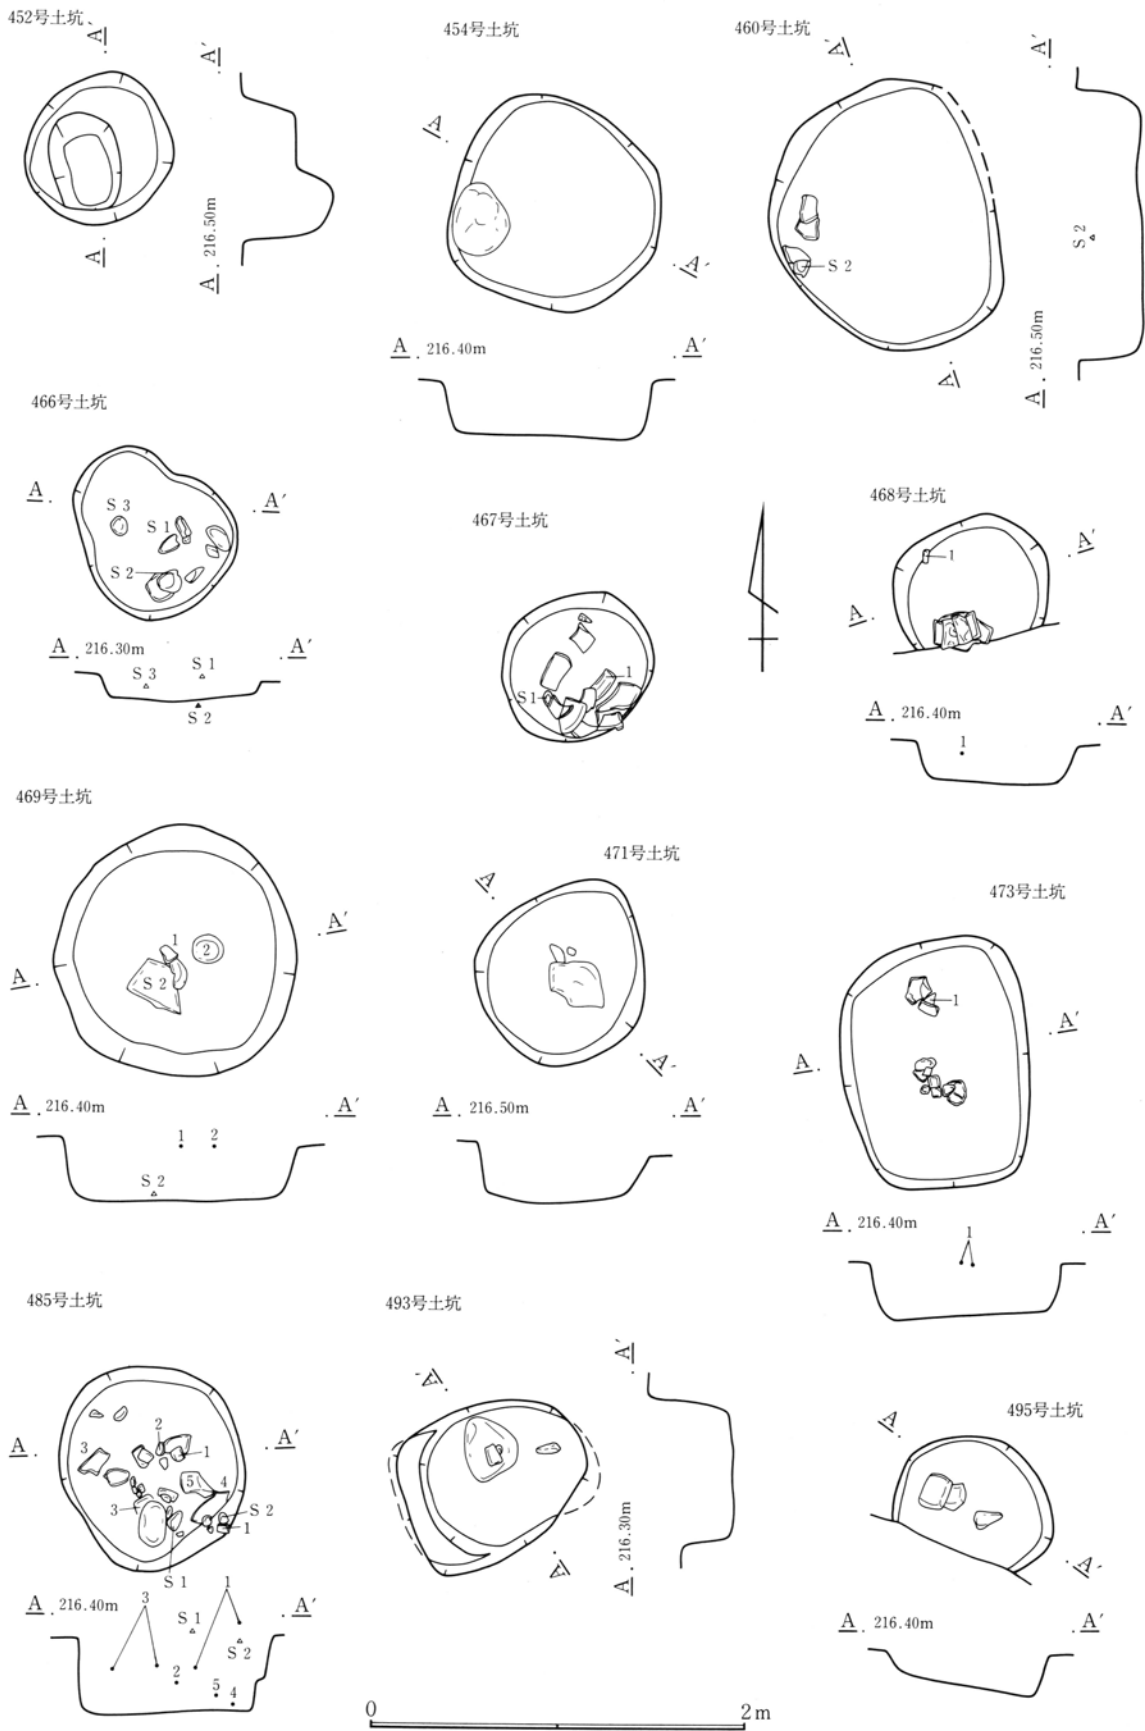 452号土坑
A
A'
A
A . 216.50m
454号土坑
A
A'
A . 216.40m
. A'
460号土坑
A'
A'
S 2
S 2
A
A . 216.50m
466号土坑
A .
. A'
S 3
S 1
S 2
A . 216.30m
. A'
S 3
S 1
S 2
467号土坑
1
S1
468号土坑
1
. A'
A .
A . 216.40m
. A'
1
469号土坑
1
2
S 2
. A'
A .
A . 216.40m
. A'
1
2
S 2
471号土坑
A
A'
A . 216.50m
. A'
473号土坑
1
. A'
A .
A . 216.40m
. A'
1
485号土坑
A .
. A'
2
3
1
5
4
3
S 2
1
S 1
A . 216.40m
. A'
3
S 1
1
S 2
2
5
4
493号土坑
A'
A'
A
A . 216.30m
495号土坑
A
A'
A . 216.40m
. A'
0
2 m